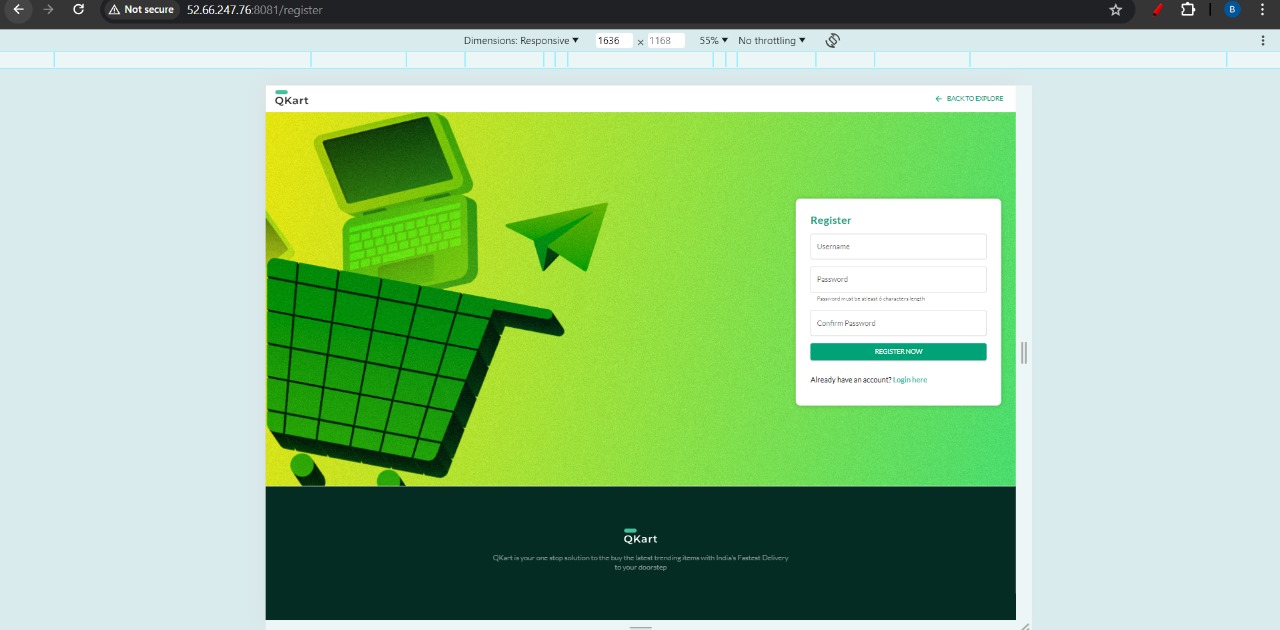 Not secure 52.66.247.76:8081/register
B
Dimensions: Responsive ▼ 1636 × 1168 55% ▼ No throttling ▼
QKart
← BACK TO EXPLORE
Register
Username
Password
Password must be atleast 6 characters length
Confirm Password
REGISTER NOW
Already have an account? Login here
QKart
QKart is your one stop solution to the buy the latest trending items with India's Fastest Delivery
to your doorstep